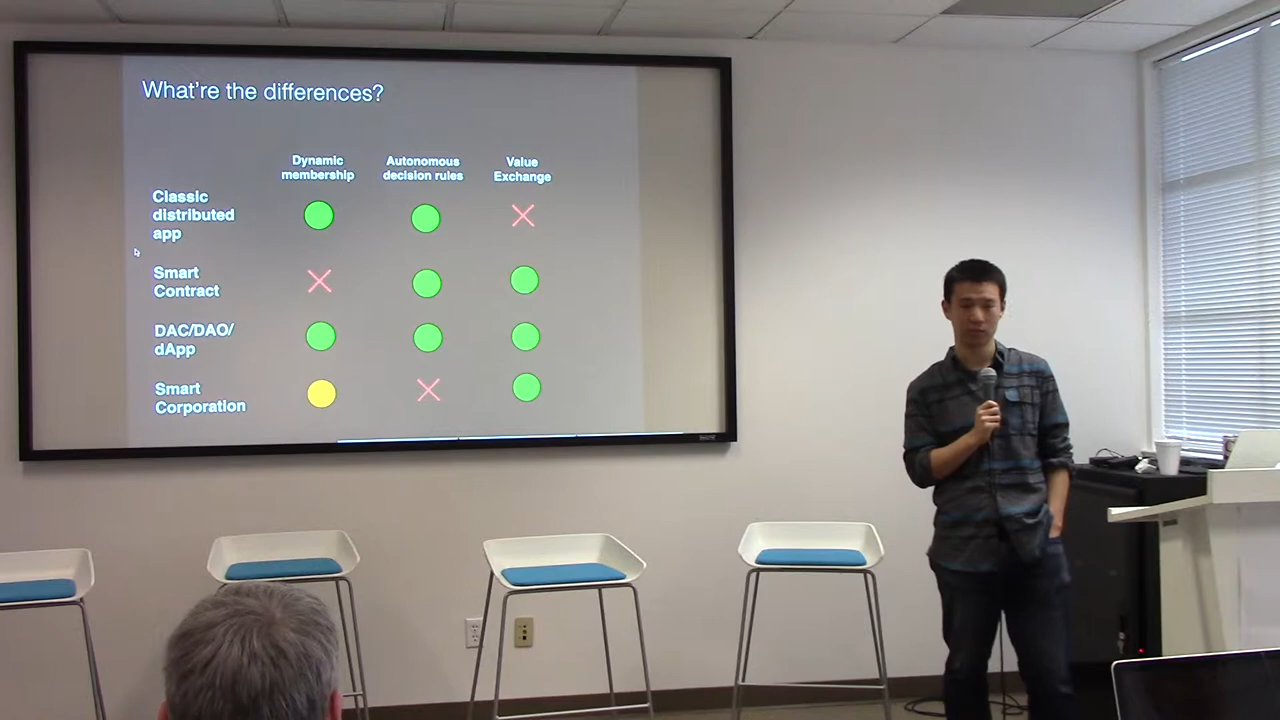 What're the differences?
Dynamic
membership
Autonomous
decision rules
Value
Exchange
Classic
distributed
app
Smart
Contract
DAC/DAO/
dApp
Smart
Corporation